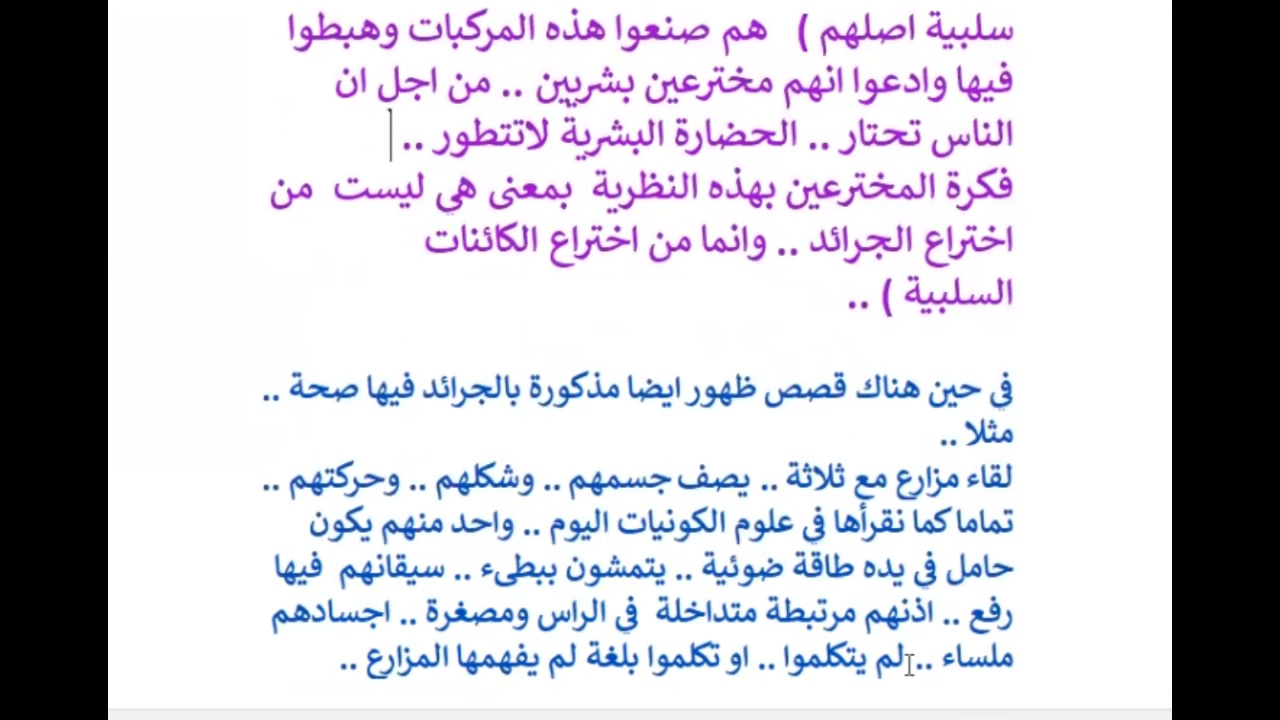 سلبية اصلهم ) هم صنعوا هذه المركبات وهبطوا
فيها وادعوا انهم مخترعين بشريين .. من اجل ان
الناس تحتار .. الحضارة البشرية لاتتطور ..
فكرة المخترعين بهذه النظرية بمعنى هي ليست من
اختراع الجرائد .. وانما من اختراع الكائنات
السلبية ) ..
في حين هناك قصص ظهور ايضا مذكورة بالجرائد فيها صحة ..
مثلا ..
لقاء مزارع مع ثلاثة .. يصف جسمهم .. وشكلهم .. وحركتهم ..
تماما كما نقرأها في علوم الكونيات اليوم .. واحد منهم يكون
حامل في يده طاقة ضوئية .. يتمشون ببطىء .. سيقانهم فيها
رفع .. اذنهم مرتبطة متداخلة في الراس ومصغرة .. اجسادهم
ملساء .. لم يتكلموا .. او تكلموا بلغة لم يفهمها المزارع ..